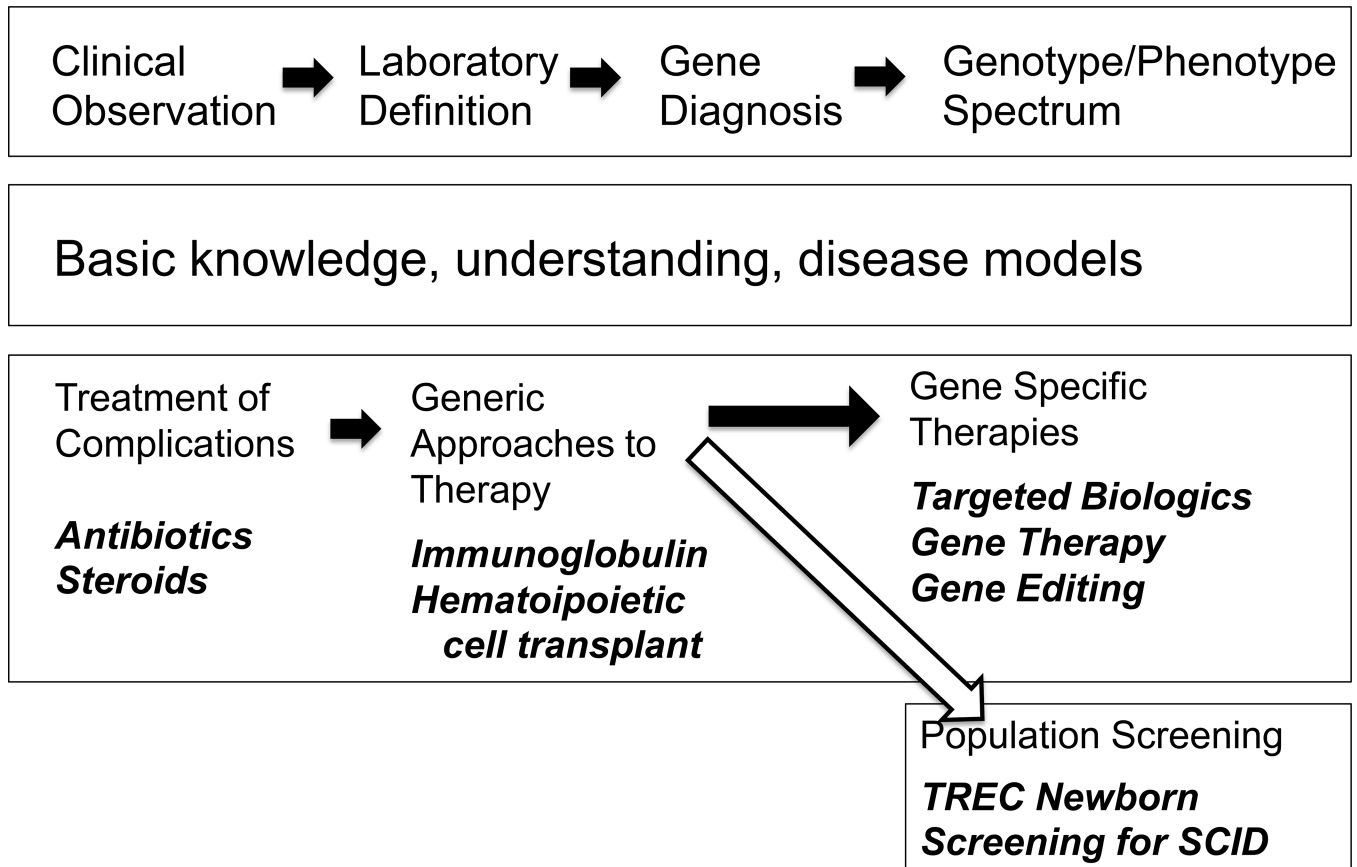 Clinical
Observation
Laboratory
Definition
Gene
Diagnosis
Genotype/Phenotype
Spectrum
Basic knowledge, understanding, disease models
Treatment of
Complications
Antibiotics
Steroids
Generic
Approaches to
Therapy
Immunoglobulin
Hematoipoietic
cell transplant
Gene Specific
Therapies
Targeted Biologics
Gene Therapy
Gene Editing
Population Screening
TREC Newborn
Screening for SCID